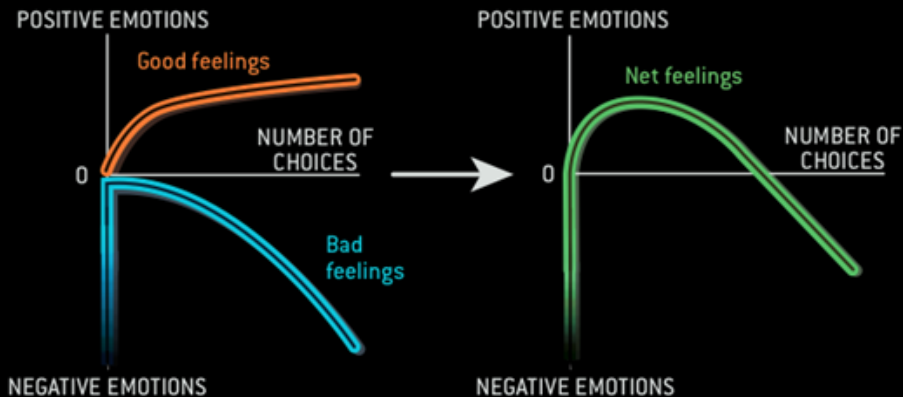 POSITIVE EMOTIONS
Good feelings
NUMBER OF
CHOICES
0
Bad
feelings
NEGATIVE EMOTIONS
POSITIVE EMOTIONS
Net feelings
NUMBER OF
CHOICES
0
NEGATIVE EMOTIONS